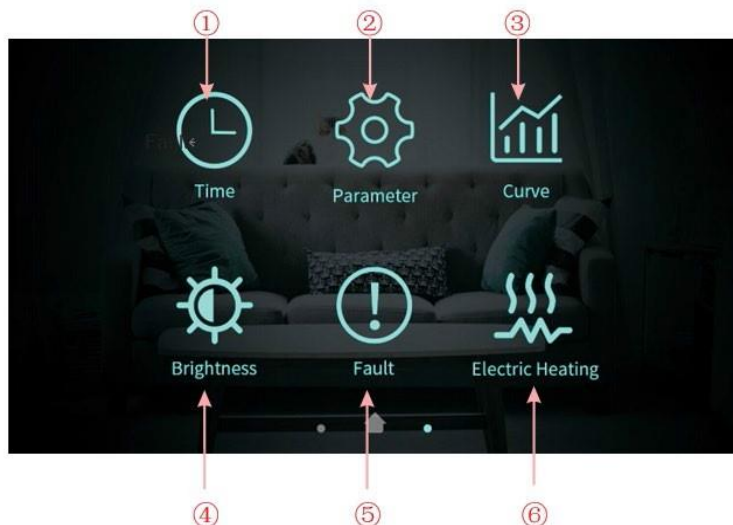 ① ② ③
Time Parameter Curve
Brightness Fault Electric Heating
④ ⑤ ⑥